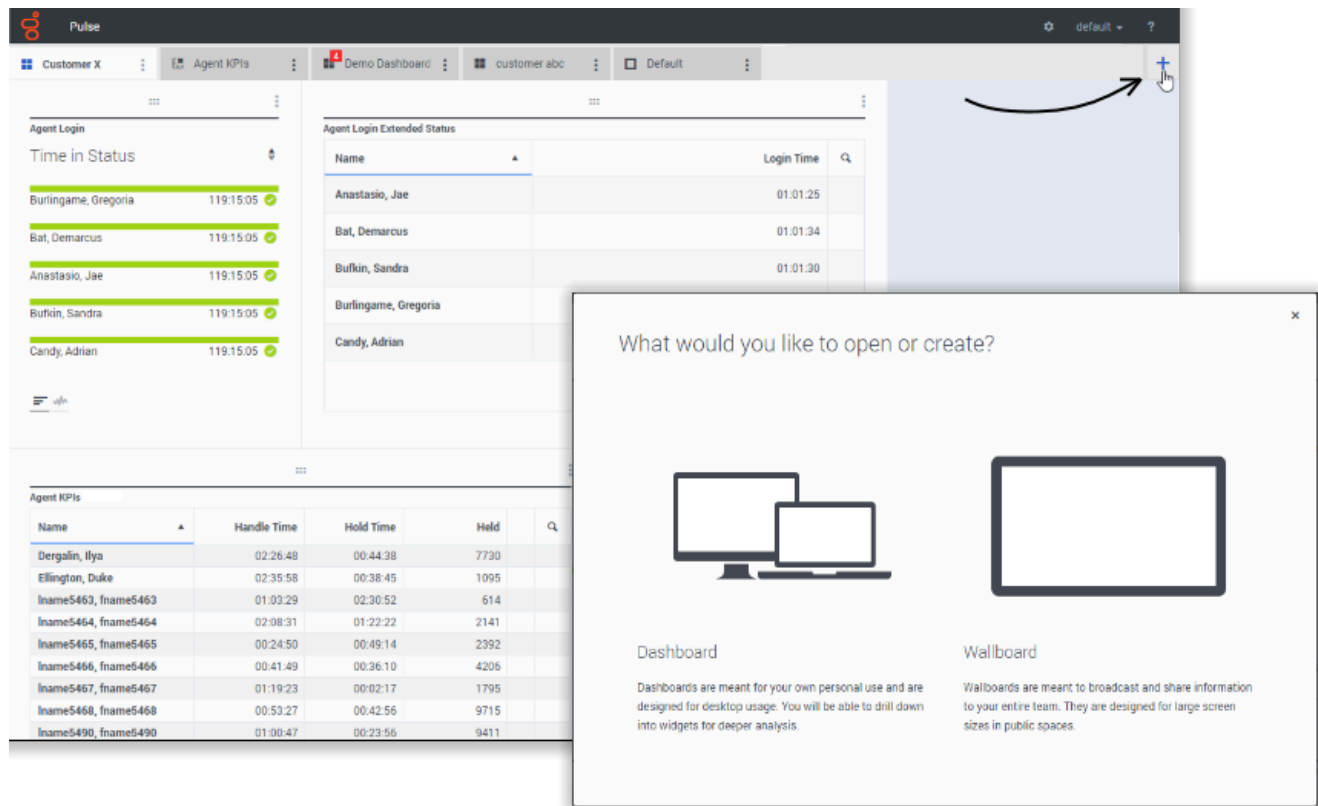 Pulse
default
?
Customer X
Agent KPIs
4
Demo Dashboard
customer abc
Default
+
Agent Login
Time in Status
Burlingame, Gregoria 119:15:05
Bat, Demarcus 119:15:05
Anastasio, Jae 119:15:05
Bufkin, Sandra 119:15:05
Candy, Adrian 119:15:05
Agent Login Extended Status
Name Login Time
Anastasio, Jae 01:01:25
Bat, Demarcus 01:01:34
Bufkin, Sandra 01:01:30
Burlingame, Gregoria
Candy, Adrian
Agent KPIs
Name Handle Time Hold Time Held
Dergalin, Ilya 02:26:48 00:44:38 7730
Ellington, Duke 02:35:58 00:38:45 1095
lname5463, fname5463 01:03:29 02:30:52 614
lname5464, fname5464 02:08:31 01:22:22 2141
lname5465, fname5465 00:24:50 00:49:14 2392
lname5466, fname5466 00:41:49 00:36:10 4206
lname5467, fname5467 01:19:23 00:02:17 1795
lname5468, fname5468 00:53:27 00:42:56 9715
lname5490, fname5490 01:00:47 00:23:56 9411
What would you like to open or create?
Dashboard
Dashboards are meant for your own personal use and are
designed for desktop usage. You will be able to drill down
into widgets for deeper analysis.
Wallboard
Wallboards are meant to broadcast and share information
to your entire team. They are designed for large screen
sizes in public spaces.